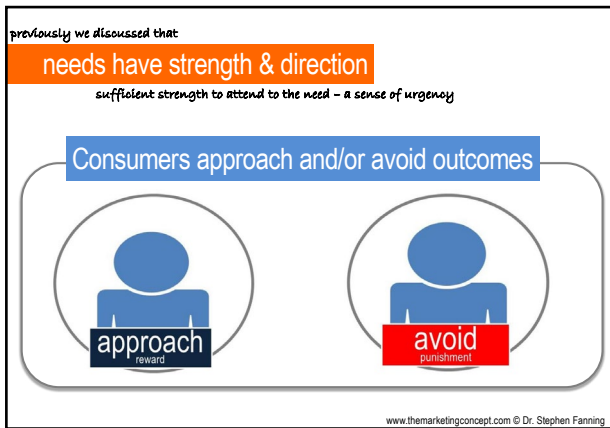 previously we discussed that
needs have strength & direction
sufficient strength to attend to the need – a sense of urgency
Consumers approach and/or avoid outcomes
approach
reward
avoid
punishment
www.themarketingconcept.com © Dr. Stephen Fanning